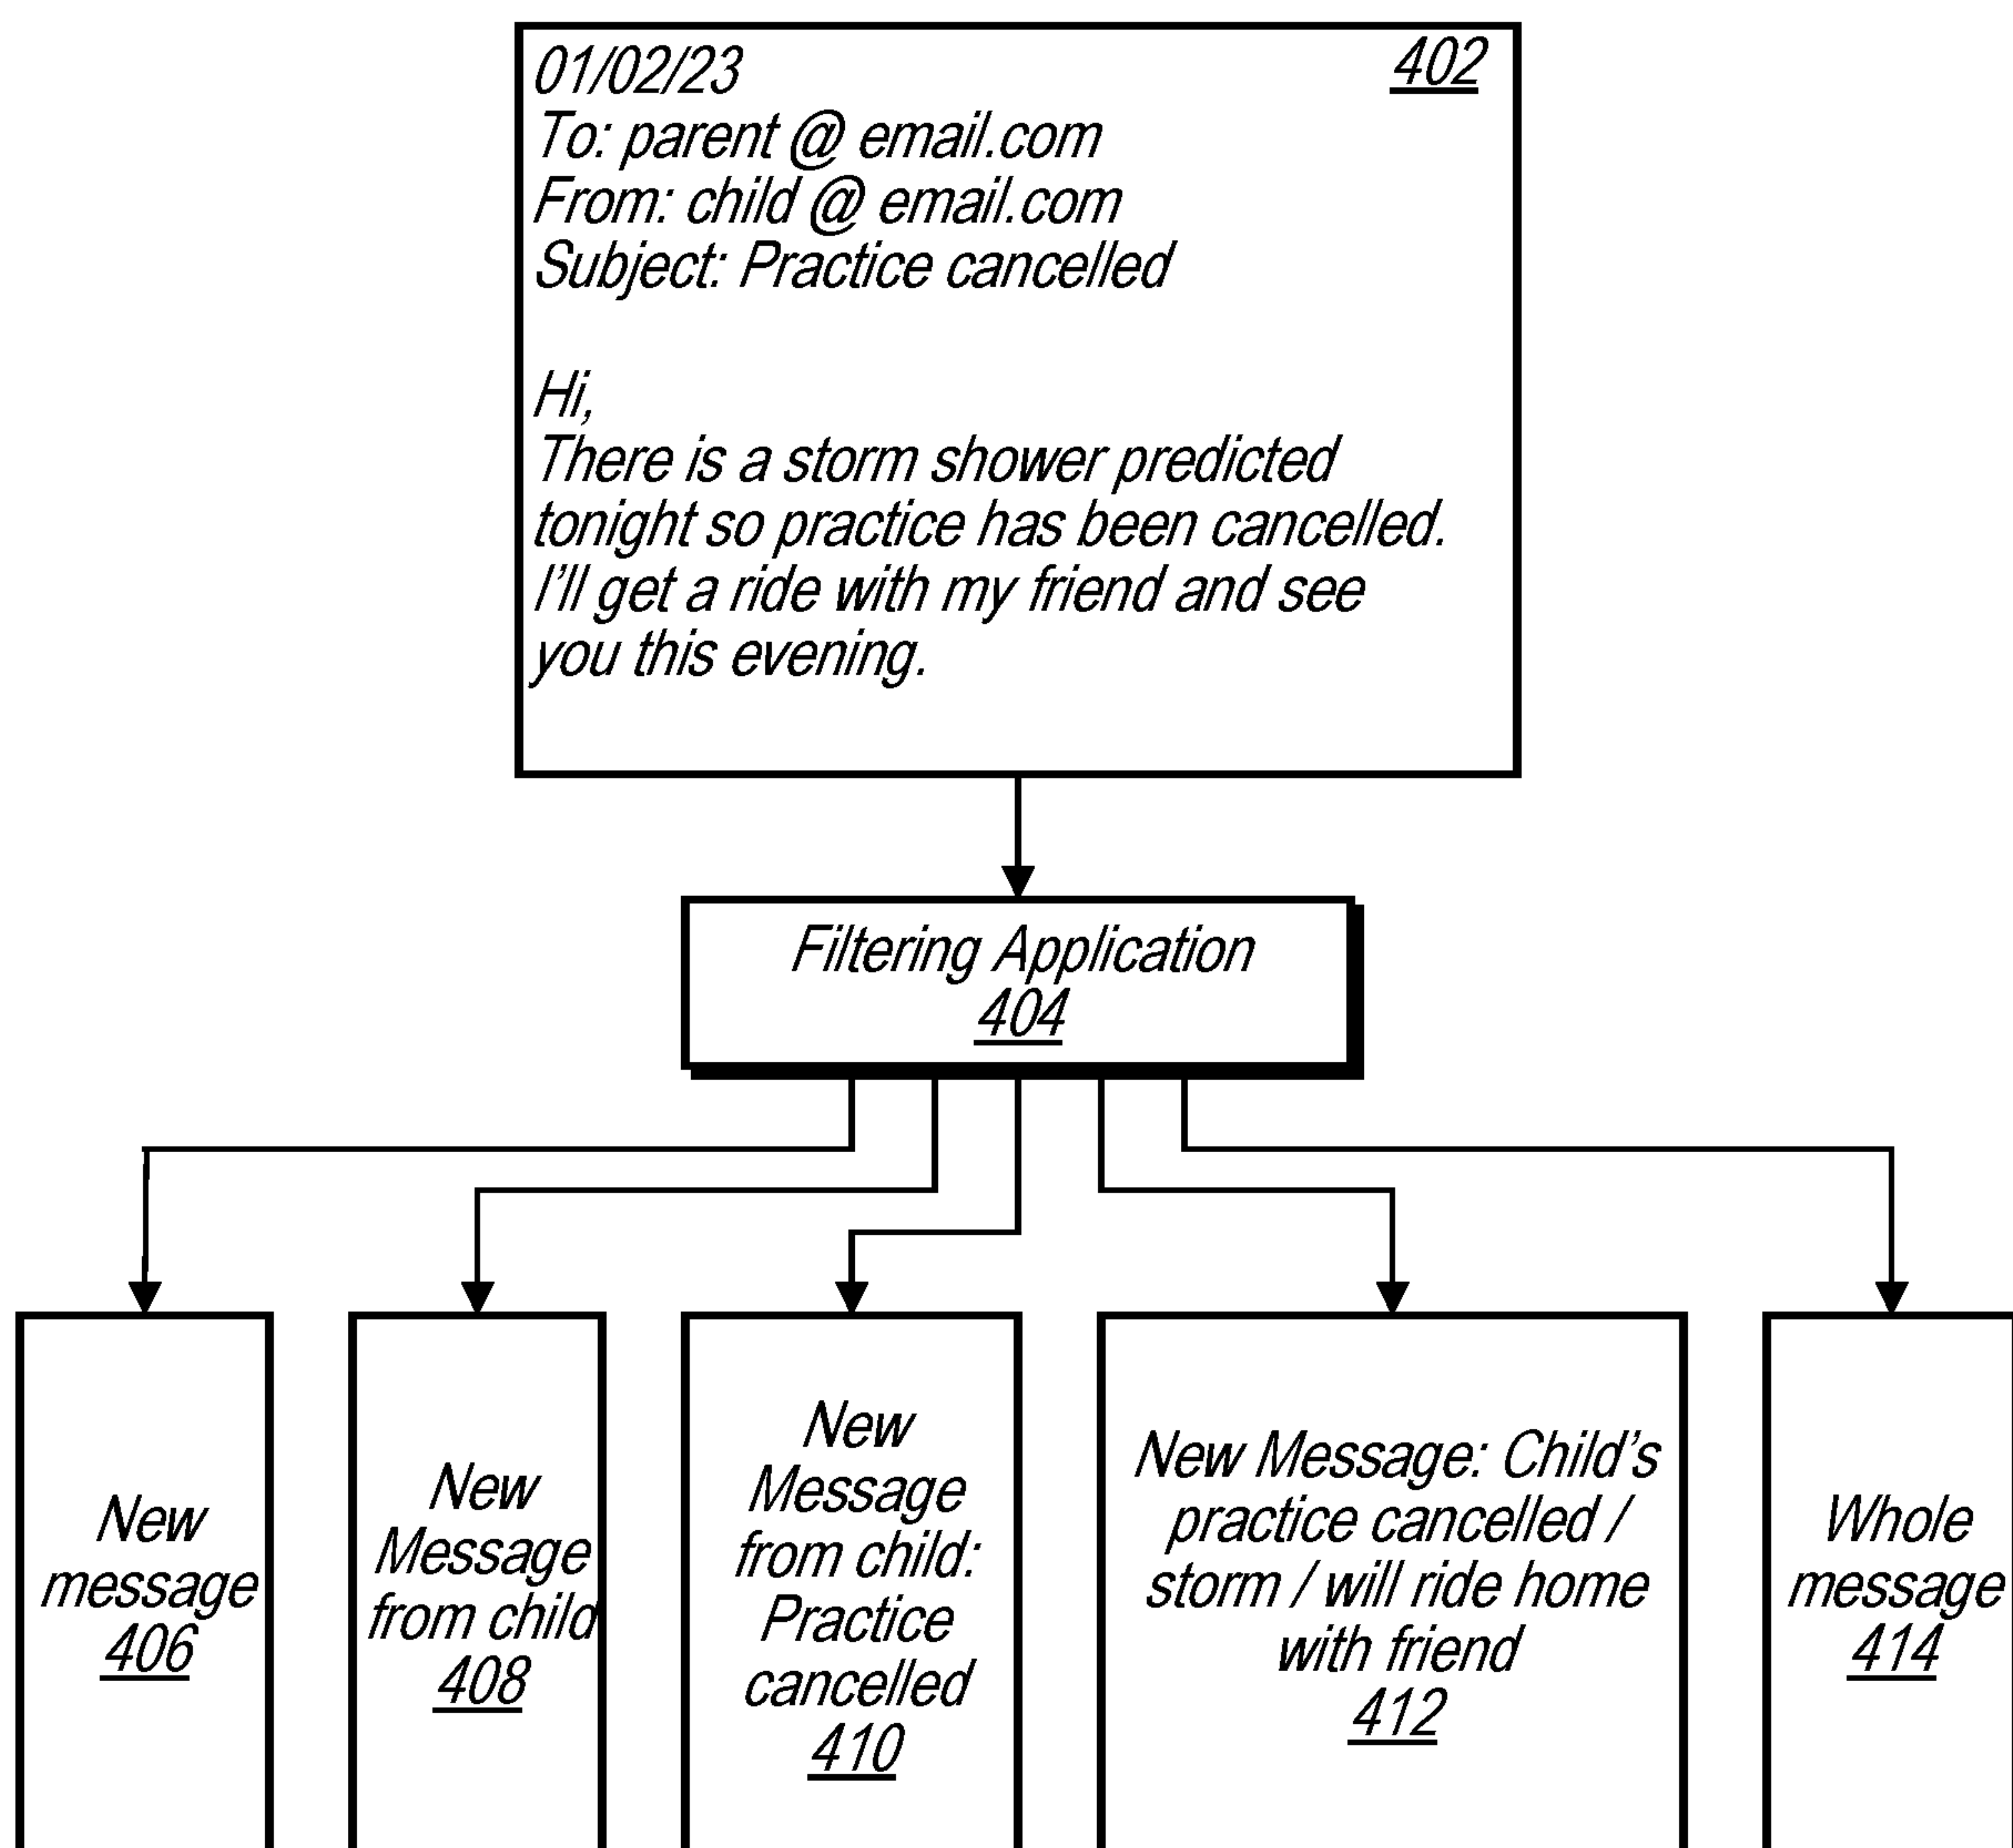 01/02/23 402
To: parent @ email.com
From: child @ email.com
Subject: Practice cancelled
Hi,
There is a storm shower predicted
tonight so practice has been cancelled.
I'll get a ride with my friend and see
you this evening.
Filtering Application
404
New
message
406
New
Message
from child
408
New
Message
from child:
Practice
cancelled
410
New Message: Child's
practice cancelled /
storm / will ride home
with friend
412
Whole
message
414